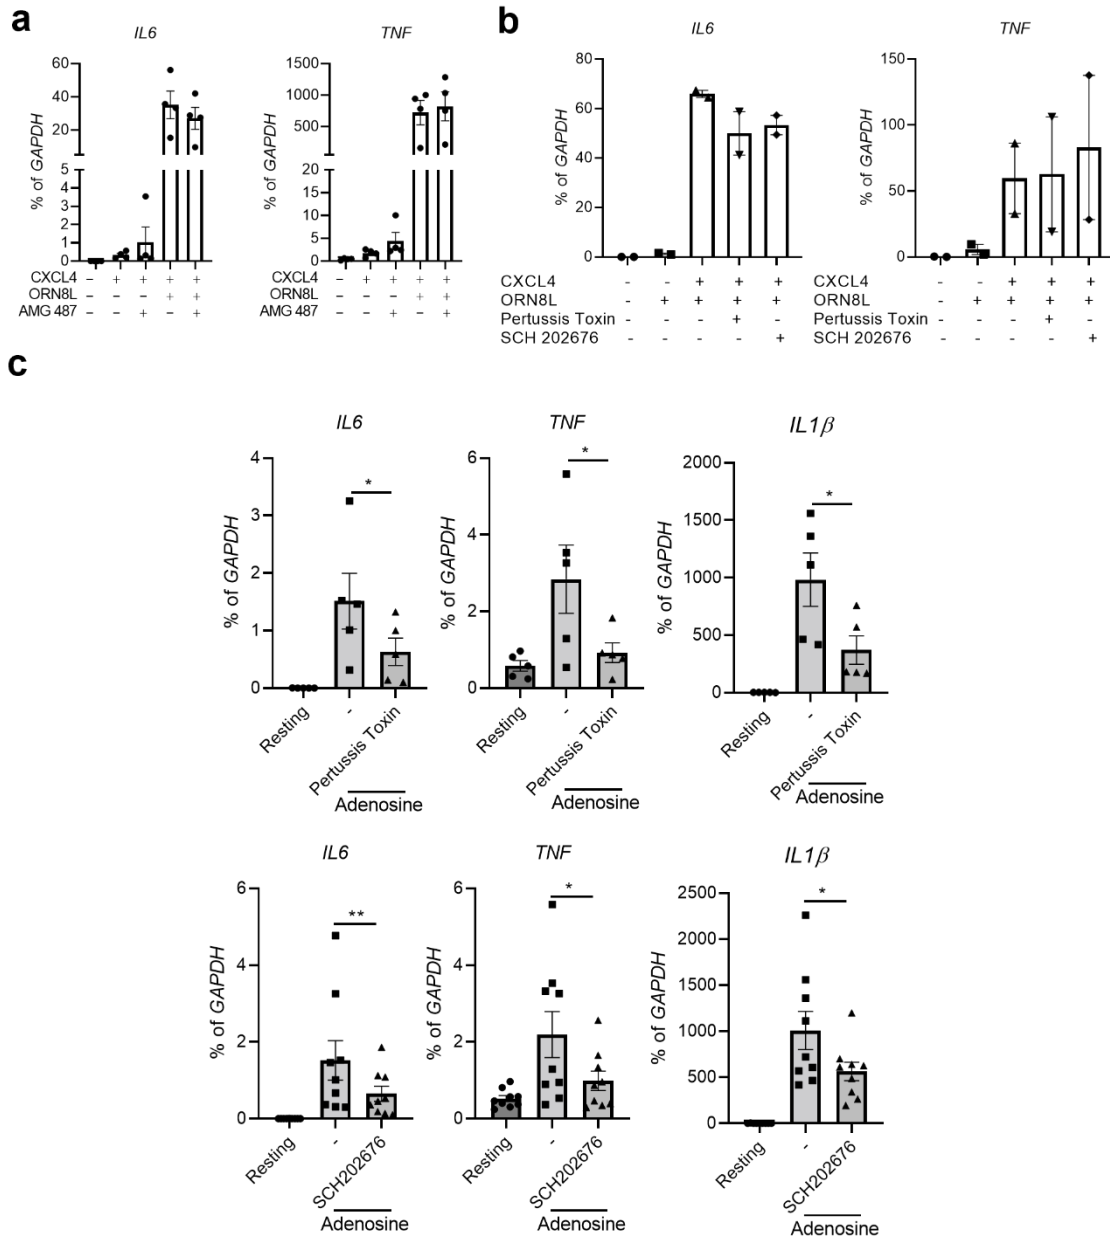 a
IL6
% of GAPDH
60
40
20
5
4
3
2
1
0
CXCL4 - + + + +
ORN8L - - - + +
AMG 487 - - + - +
TNF
% of GAPDH
1500
1000
500
20
15
10
5
0
CXCL4 - + + + +
ORN8L - - - + +
AMG 487 - - + - +
b
IL6
% of GAPDH
80
60
40
20
0
CXCL4 - - + + +
ORN8L - + + + +
Pertussis Toxin - - - + -
SCH 202676 - - - - +
TNF
% of GAPDH
150
100
50
0
CXCL4 - - + + +
ORN8L - + + + +
Pertussis Toxin - - - + -
SCH 202676 - - - - +
c
IL6
% of GAPDH
4
3
2
1
0
*
Resting
-
Pertussis Toxin
Adenosine
TNF
% of GAPDH
6
4
2
0
*
Resting
-
Pertussis Toxin
Adenosine
IL1β
% of GAPDH
2000
1500
1000
500
0
*
Resting
-
Pertussis Toxin
Adenosine
IL6
% of GAPDH
6
4
2
0
**
Resting
-
SCH202676
Adenosine
TNF
% of GAPDH
6
4
2
0
*
Resting
-
SCH202676
Adenosine
IL1β
% of GAPDH
2500
2000
1500
1000
500
0
*
Resting
-
SCH202676
Adenosine